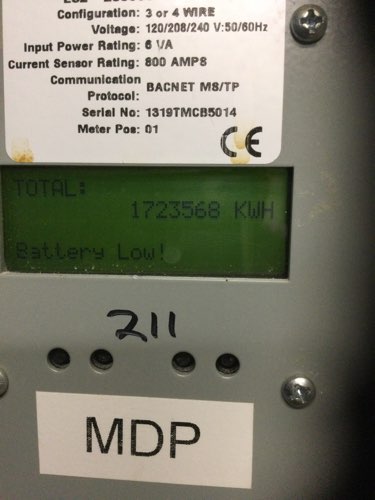 Configuration: 3 or 4 WIRE
Voltage: 120/208/240 V:50/60Hz
Input Power Rating: 6 VA
Current Sensor Rating: 800 AMPS
Communication
Protocol: BACNET MS/TP
Serial No: 1319TMCB5014
Meter Pos: 01
CE
TOTAL:
1723568 KWH
Battery Low!
211
MDP